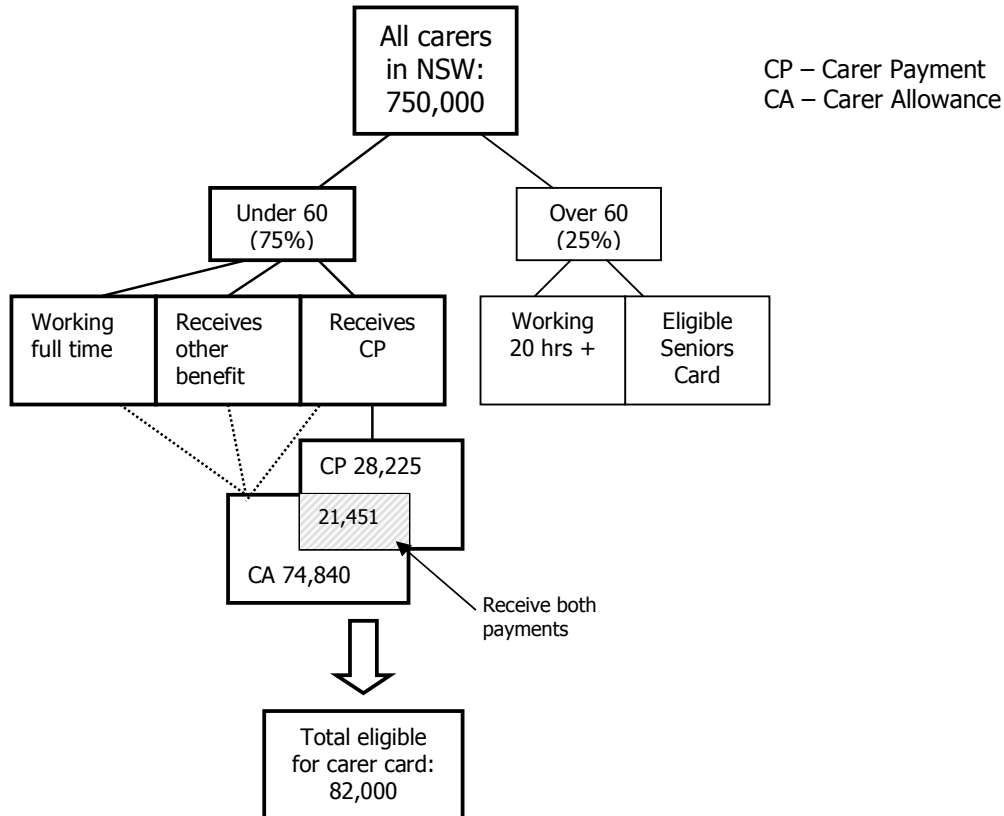 All carers
in NSW:
750,000
CP – Carer Payment
CA – Carer Allowance
Under 60
(75%)
Over 60
(25%)
Working
full time
Receives
other
benefit
Receives
CP
Working
20 hrs +
Eligible
Seniors
Card
CP 28,225
21,451
CA 74,840
Receive both
payments
Total eligible
for carer card:
82,000